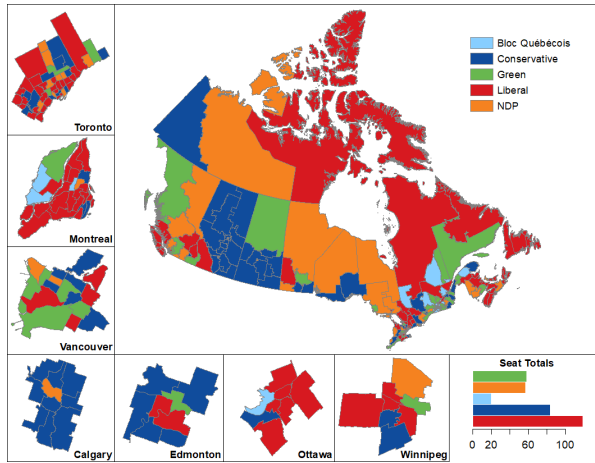 Toronto
Montreal
Vancouver
Bloc Québécois
Conservative
Green
Liberal
NDP
Calgary
Edmonton
Ottawa
Winnipeg
Seat Totals
0 20 60 100